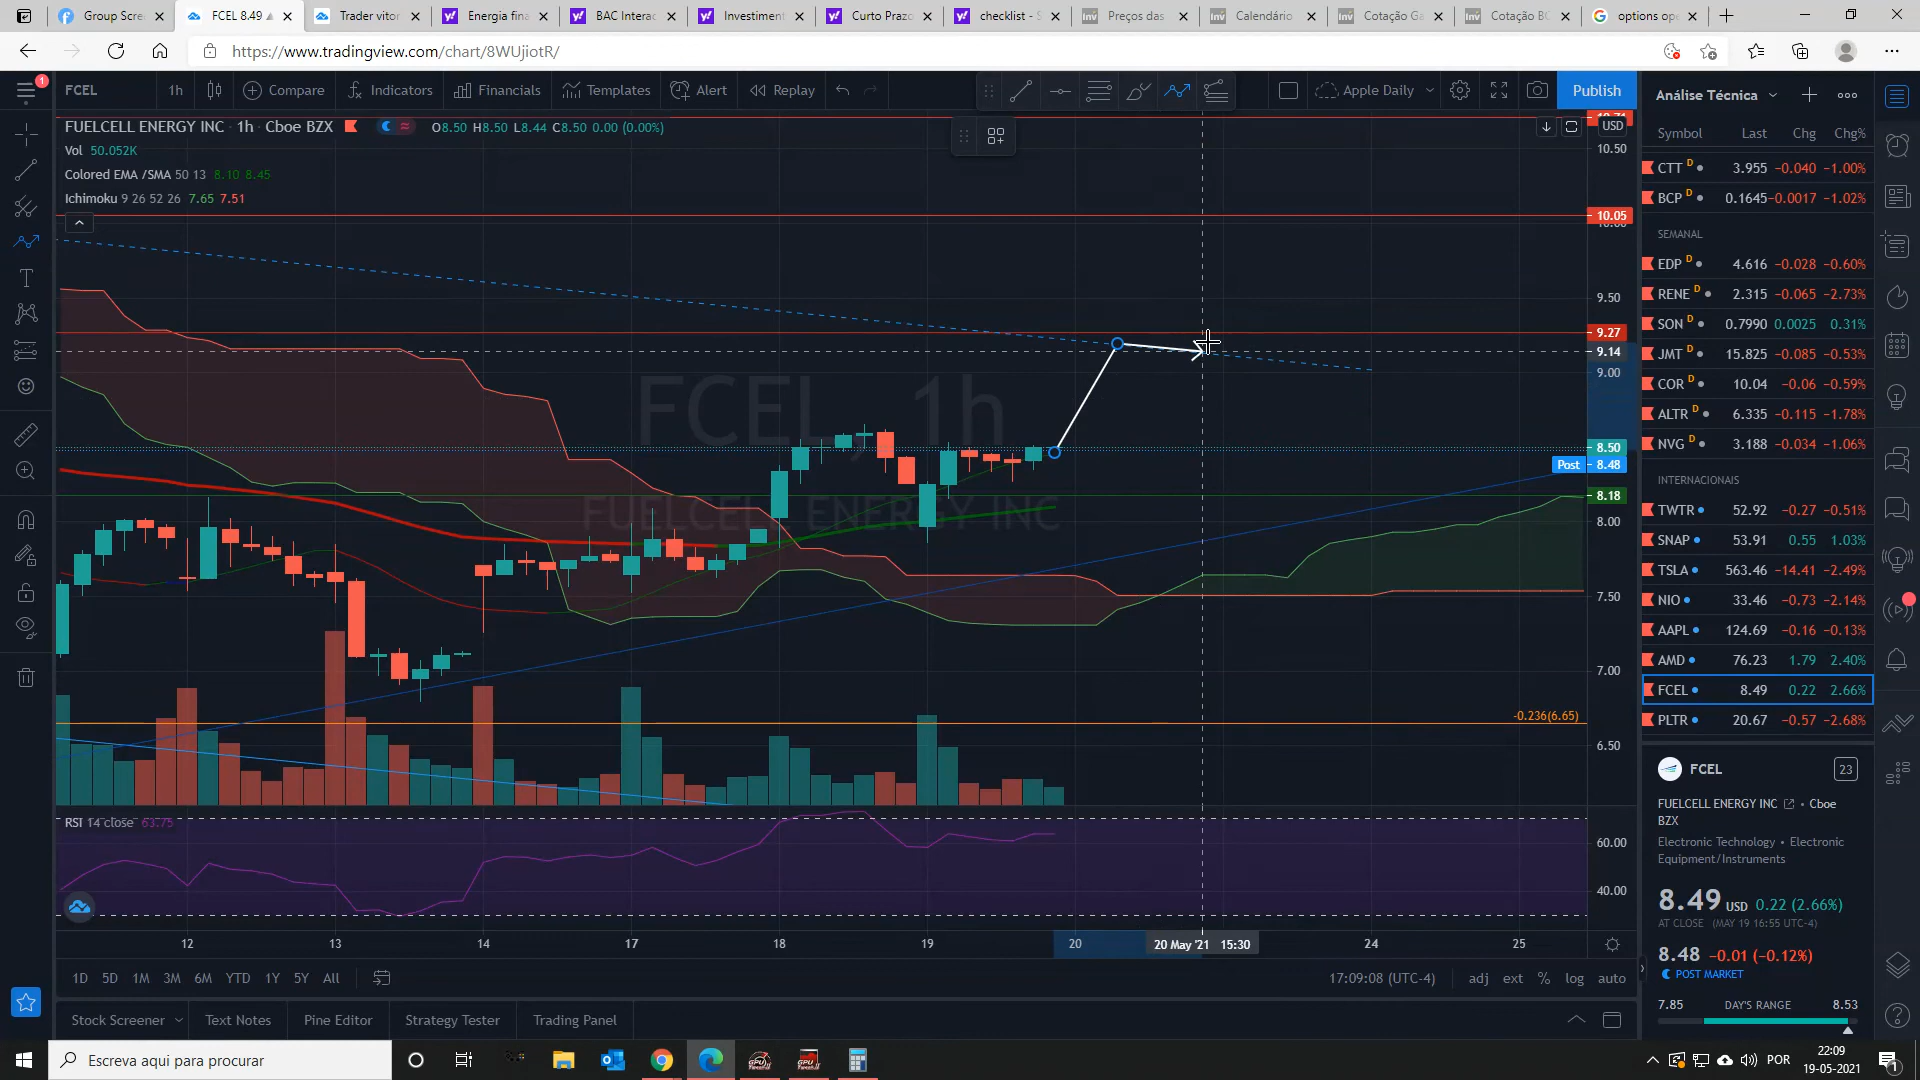 Group Scree
FCEL 8.49
Trader vitor
Energia fina
BAC Interac
Investimen
Curto Prazo
checklist - S
Preços das
Calendário
Cotação Ga
Cotação BC
options ope
https://www.tradingview.com/chart/8WUjiotR/
1
FCEL
1h
Compare
Indicators
Financials
Templates
Alert
Replay
Apple Daily
Publish
FUELCELL ENERGY INC · 1h · Cboe BZX
O8.50 H8.50 L8.44 C8.50 0.00 (0.00%)
Vol 50.052K
Colored EMA /SMA 50 13 8.10 8.45
Ichimoku 9 26 52 26 7.65 7.51
FCEL, 1h
FUELCELL ENERGY INC
USD
10.50
10.05
10.00
9.50
9.27
9.14
9.00
8.50
Post 8.48
8.18
8.00
7.50
7.00
-0.236(6.65)
6.50
RSI 14 close 63.75
60.00
40.00
12 13 14 17 18 19 20 20 May '21 15:30 24 25
1D 5D 1M 3M 6M YTD 1Y 5Y All
17:09:08 (UTC-4)
adj ext % log auto
Stock Screener
Text Notes
Pine Editor
Strategy Tester
Trading Panel
Análise Técnica
Symbol Last Chg Chg%
CTT D 3.955 −0.040 −1.00%
BCP D 0.1645 −0.0017 −1.02%
SEMANAL
EDP D 4.616 −0.028 −0.60%
RENE D 2.315 −0.065 −2.73%
SON D 0.7990 0.0025 0.31%
JMT D 15.825 −0.085 −0.53%
COR D 10.04 −0.06 −0.59%
ALTR D 6.335 −0.115 −1.78%
NVG D 3.188 −0.034 −1.06%
INTERNACIONAIS
TWTR 52.92 −0.27 −0.51%
SNAP 53.91 0.55 1.03%
TSLA 563.46 −14.41 −2.49%
NIO 33.46 −0.73 −2.14%
AAPL 124.69 −0.16 −0.13%
AMD 76.23 1.79 2.40%
FCEL 8.49 0.22 2.66%
PLTR 20.67 −0.57 −2.68%
FCEL
23
FUELCELL ENERGY INC • Cboe
BZX
Electronic Technology • Electronic
Equipment/Instruments
8.49 USD 0.22 (2.66%)
AT CLOSE (MAY 19 16:55 UTC-4)
8.48 −0.01 (−0.12%)
POST MARKET
7.85 DAY'S RANGE 8.53
Escreva aqui para procurar
POR
22:09
19-05-2021
1